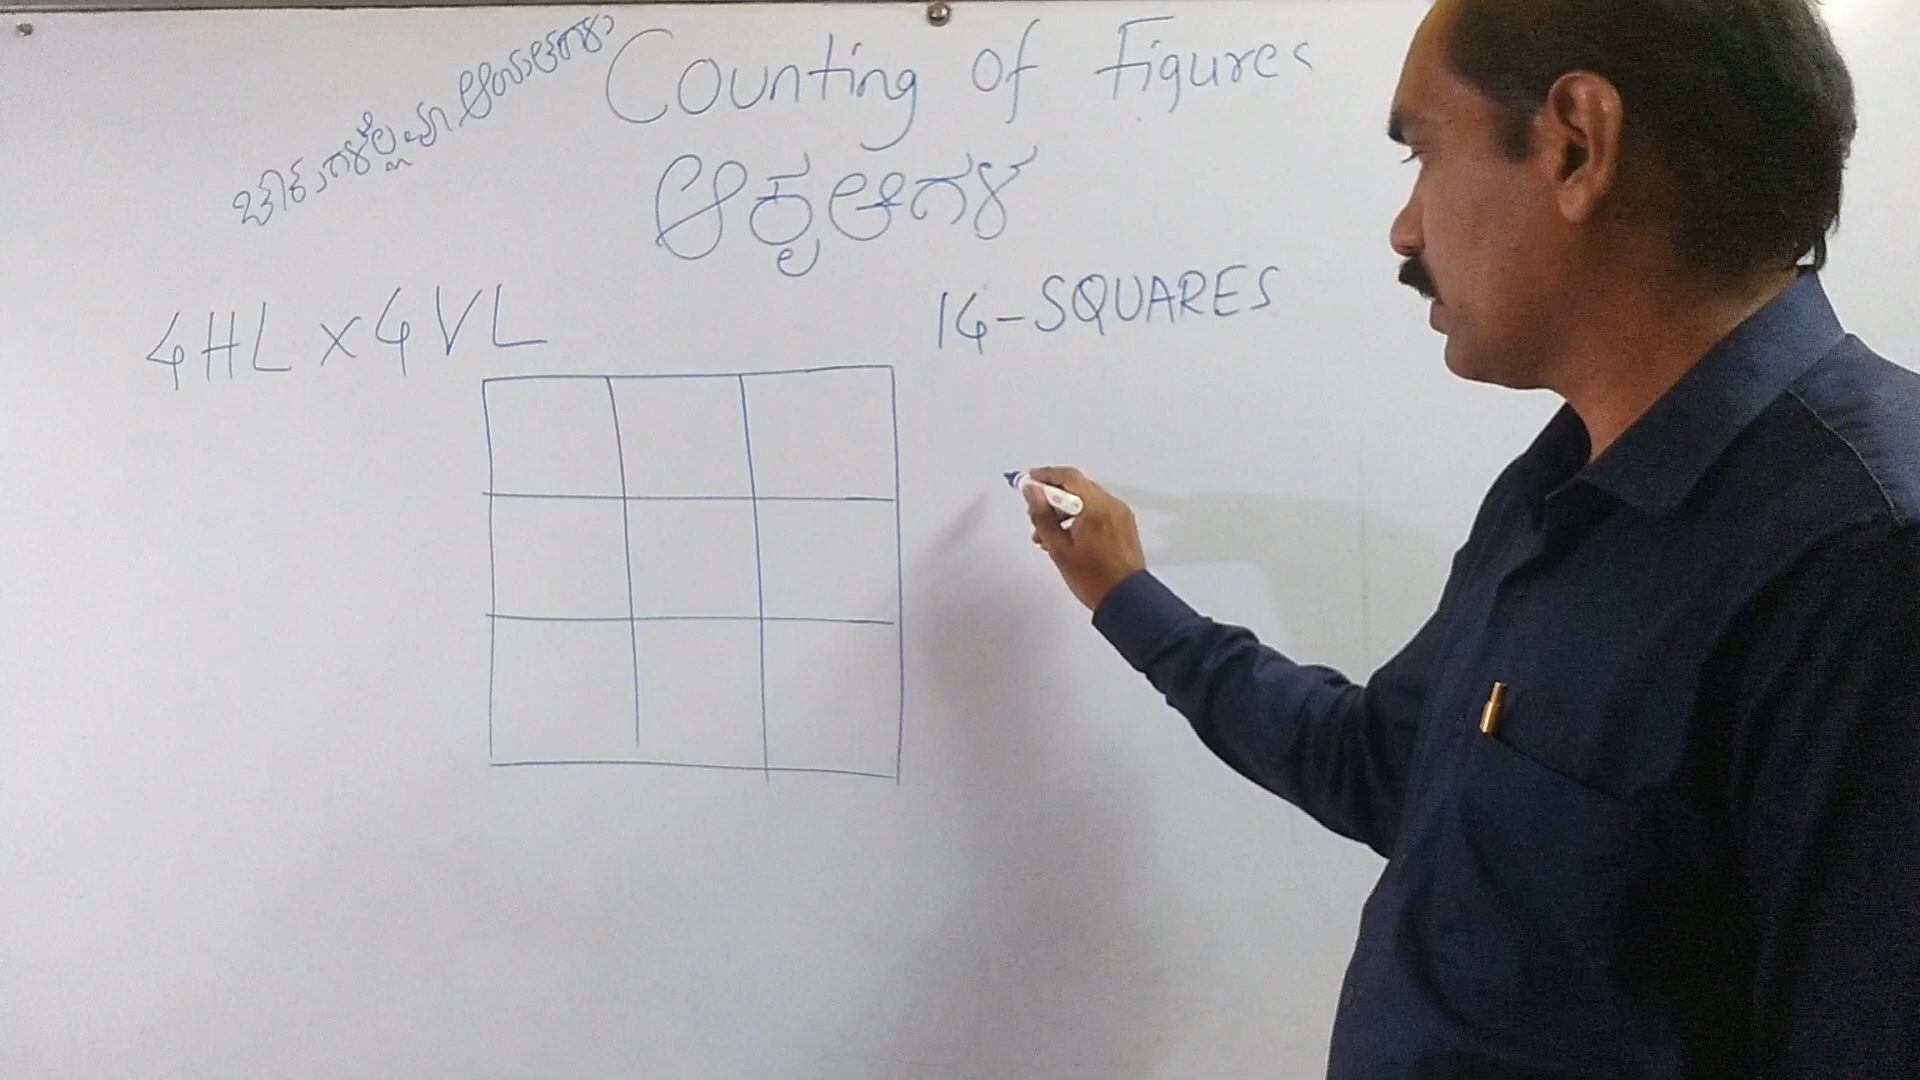 Counting of Figures
ಆಕೃತಿಗಳ
4HL x 4VL
14-SQUARES